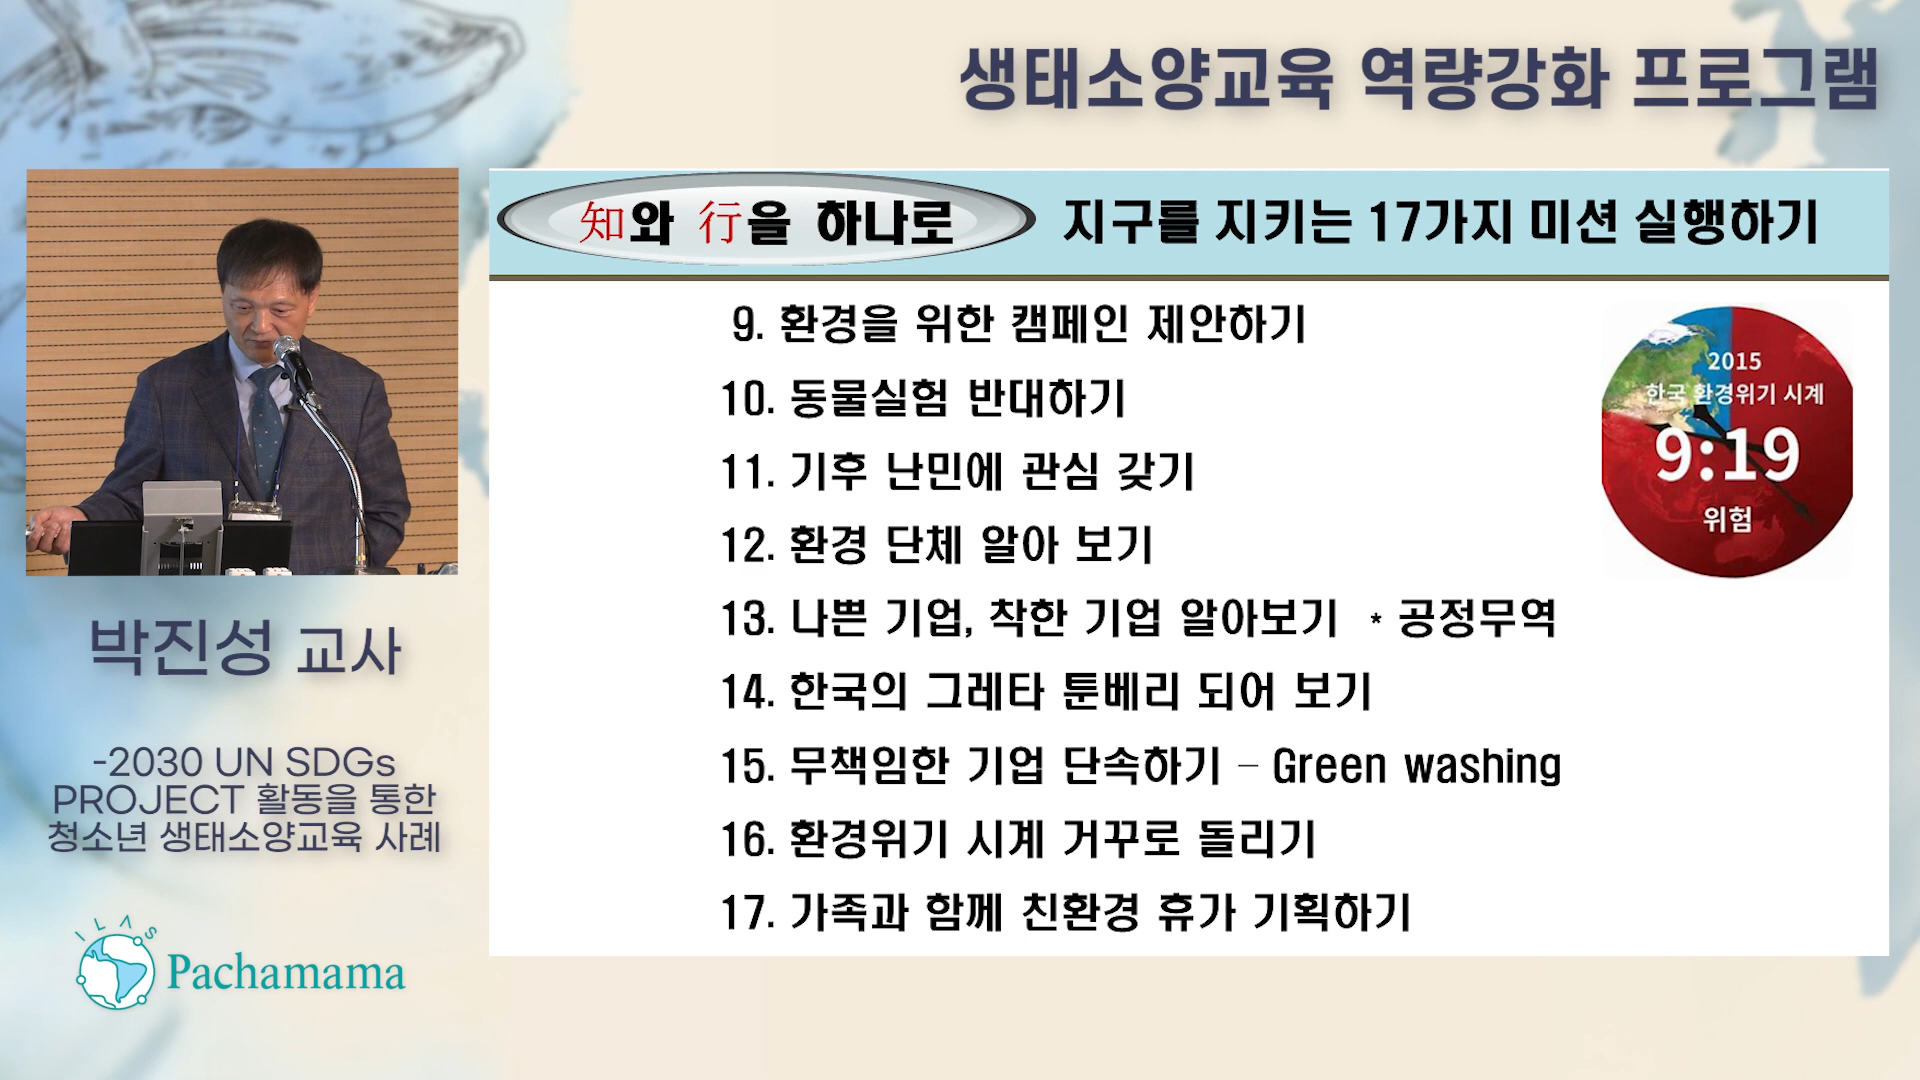 생태소양교육 역량강화 프로그램
知와 行을 하나로 지구를 지키는 17가지 미션 실행하기
9. 환경을 위한 캠페인 제안하기
10. 동물실험 반대하기
11. 기후 난민에 관심 갖기
12. 환경 단체 알아 보기
13. 나쁜 기업, 착한 기업 알아보기 * 공정무역
14. 한국의 그레타 툰베리 되어 보기
15. 무책임한 기업 단속하기 – Green washing
16. 환경위기 시계 거꾸로 돌리기
17. 가족과 함께 친환경 휴가 기획하기
2015
한국 환경위기 시계
9:19
위험
박진성 교사
-2030 UN SDGs
PROJECT 활동을 통한
청소년 생태소양교육 사례
ILAS
Pachamama